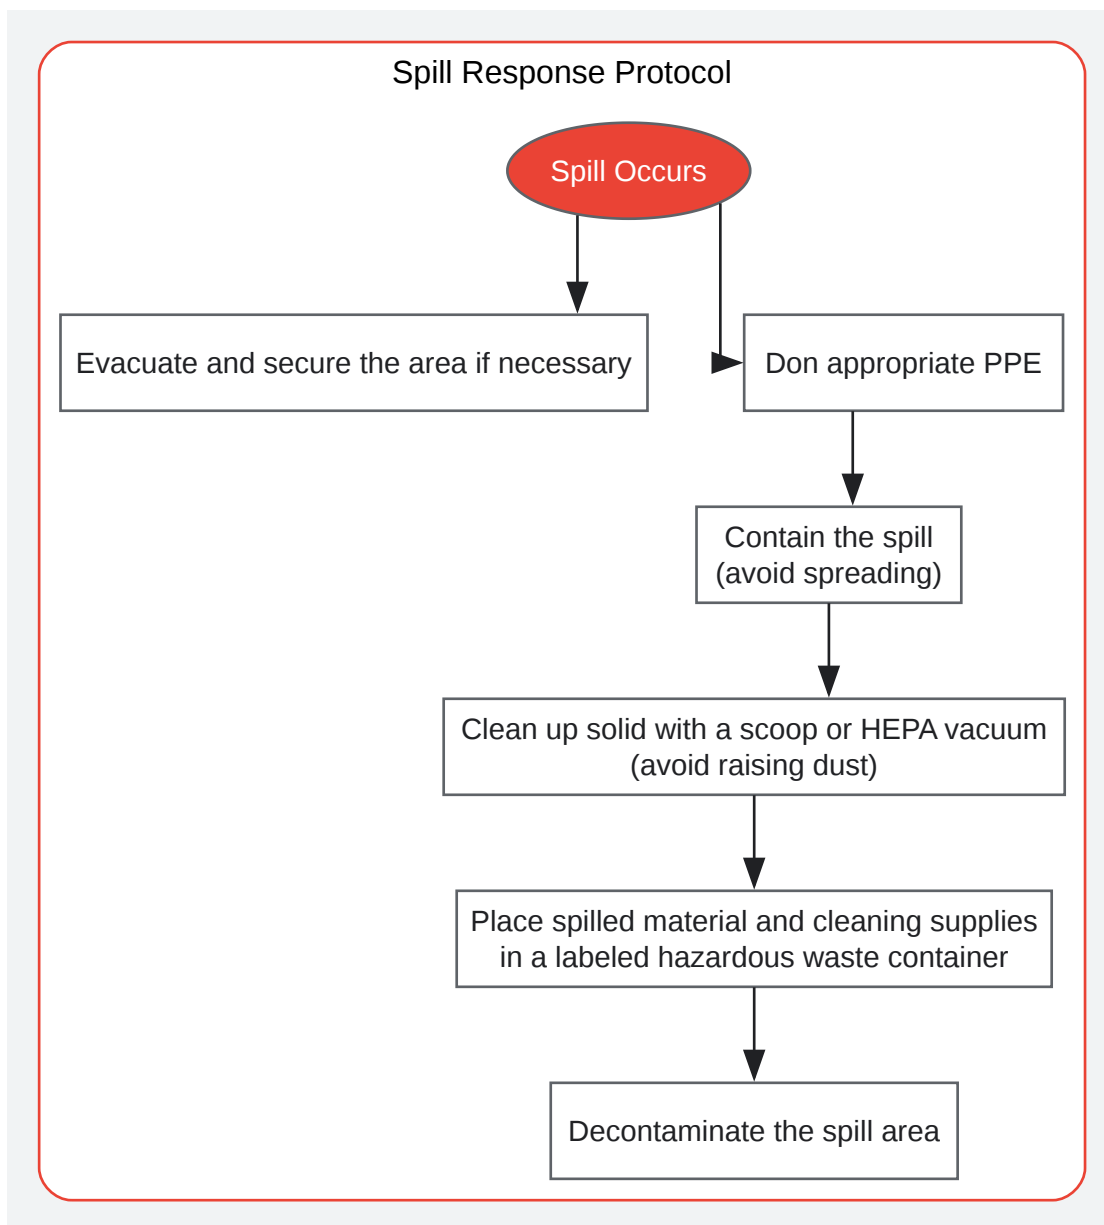 Spill Response Protocol
Spill Occurs
Evacuate and secure the area if necessary
Don appropriate PPE
Contain the spill
(avoid spreading)
Clean up solid with a scoop or HEPA vacuum
(avoid raising dust)
Place spilled material and cleaning supplies
in a labeled hazardous waste container
Decontaminate the spill area